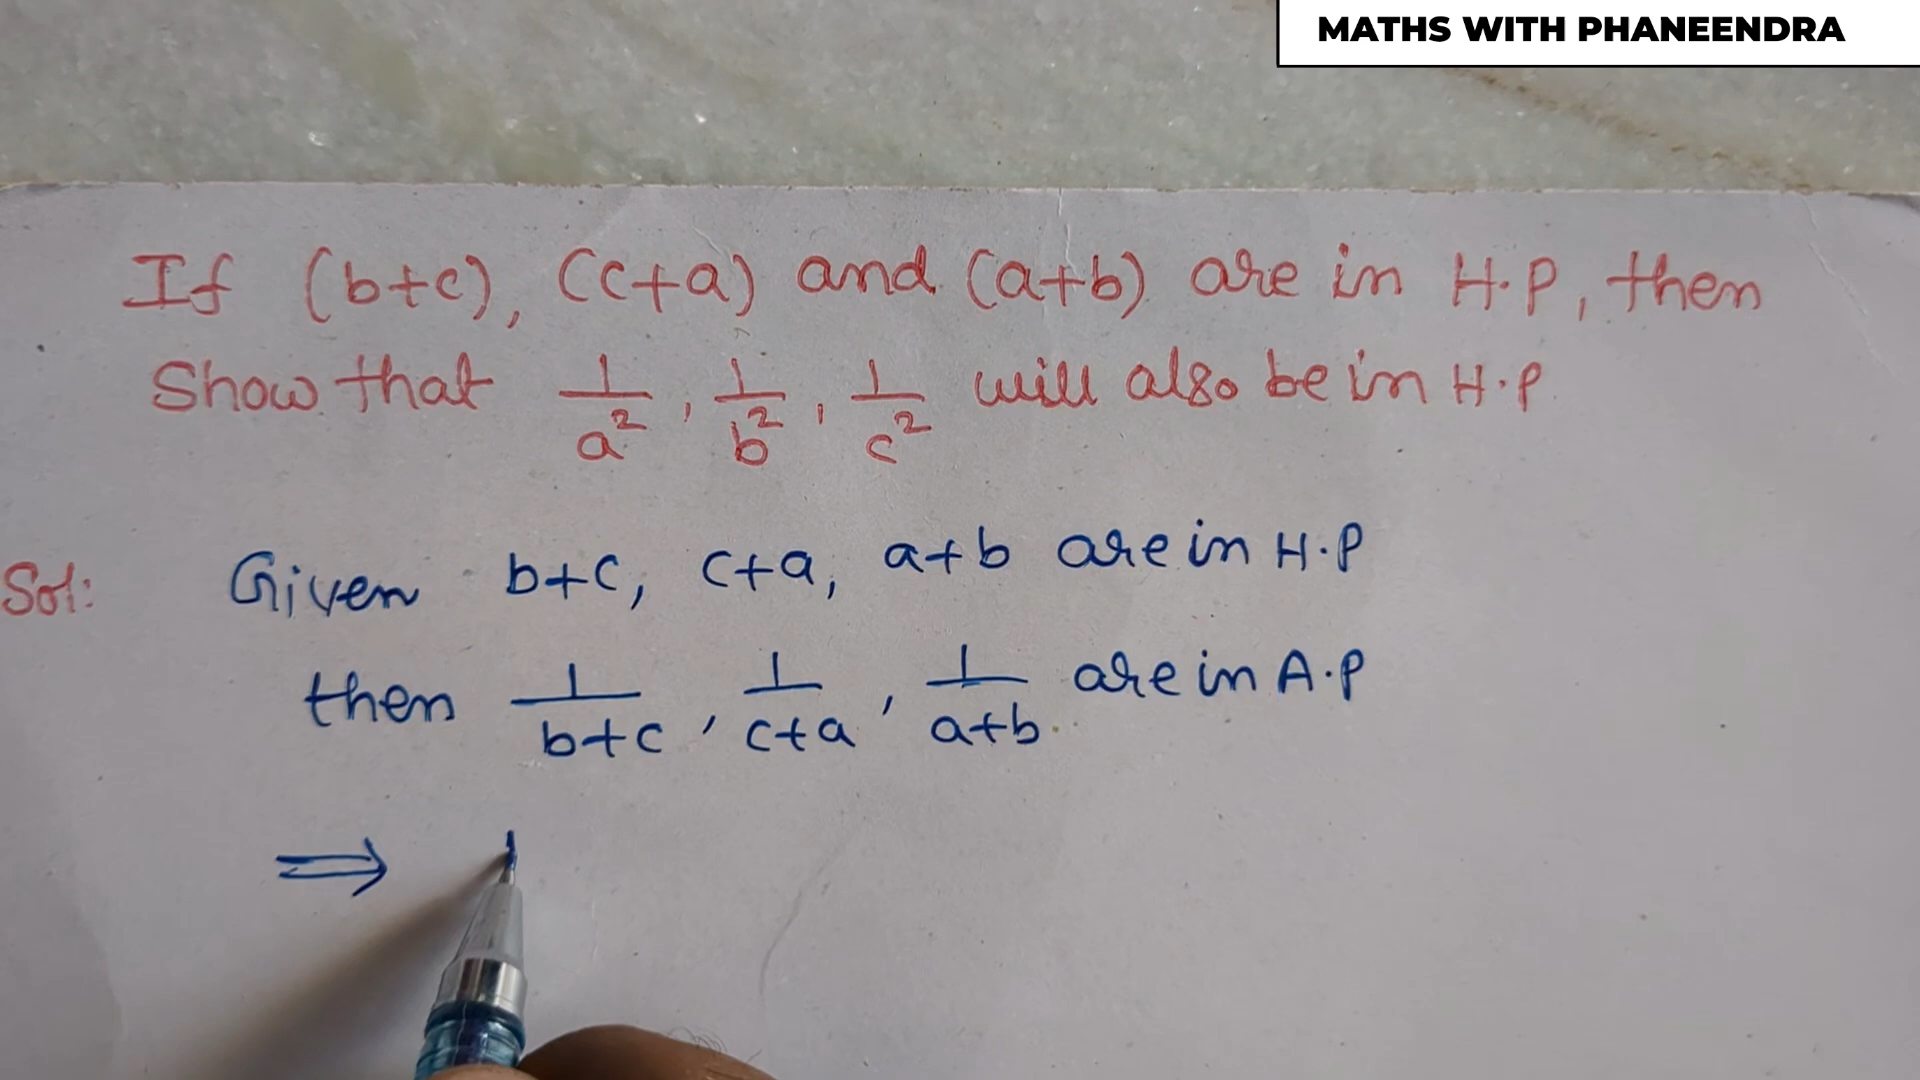 MATHS WITH PHANEENDRA
If (b+c), (c+a) and (a+b) are in H.P, then
Show that 1/a², 1/b², 1/c² will also be in H.P
Sol: Given b+c, c+a, a+b are in H.P
then 1/b+c, 1/c+a, 1/a+b are in A.P
⇒ 1